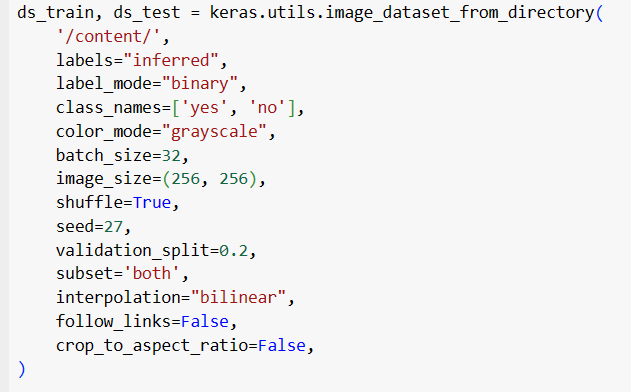 ds_train, ds_test = keras.utils.image_dataset_from_directory(
    '/content/',
    labels="inferred",
    label_mode="binary",
    class_names=['yes', 'no'],
    color_mode="grayscale",
    batch_size=32,
    image_size=(256, 256),
    shuffle=True,
    seed=27,
    validation_split=0.2,
    subset='both',
    interpolation="bilinear",
    follow_links=False,
    crop_to_aspect_ratio=False,
)